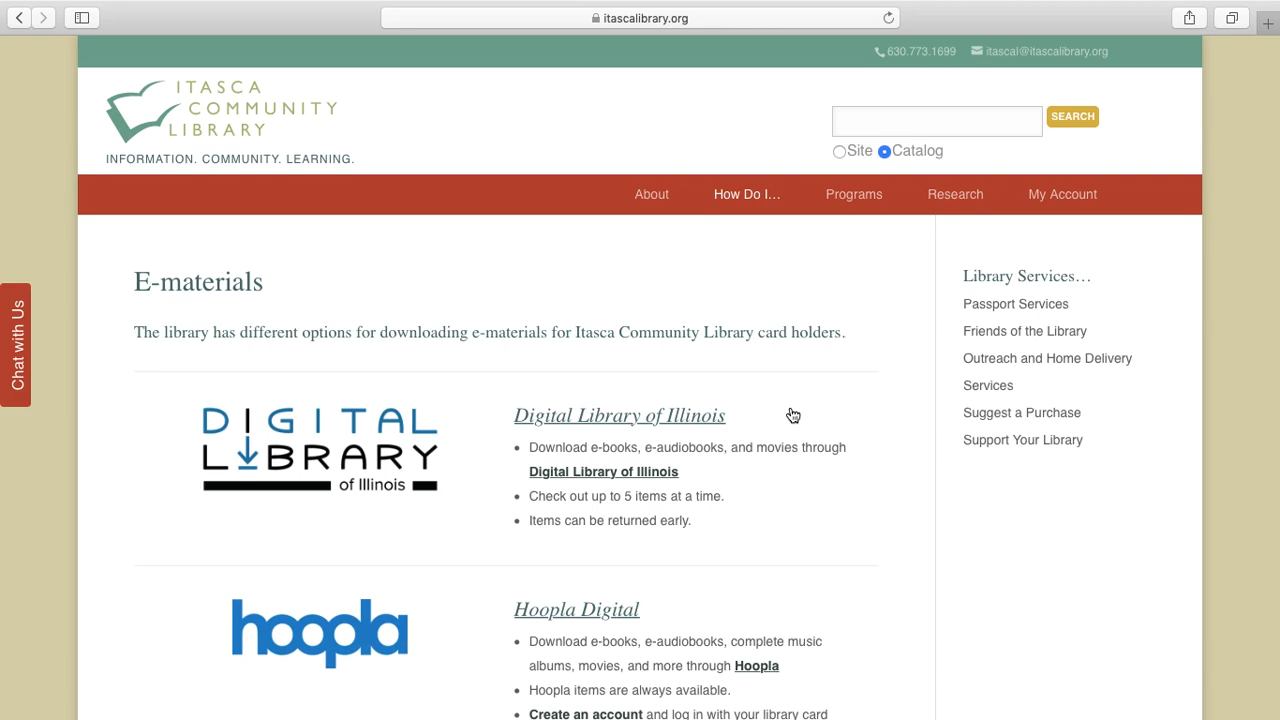 itascalibrary.org
630.773.1699 itascal@itascalibrary.org
ITASCA
COMMUNITY
LIBRARY
INFORMATION. COMMUNITY. LEARNING.
SEARCH
Site Catalog
About How Do I... Programs Research My Account
Chat with Us
E-materials
The library has different options for downloading e-materials for Itasca Community Library card holders.
DIGITAL
LIBRARY
of Illinois
Digital Library of Illinois
• Download e-books, e-audiobooks, and movies through
Digital Library of Illinois
• Check out up to 5 items at a time.
• Items can be returned early.
hoopla
Hoopla Digital
• Download e-books, e-audiobooks, complete music
albums, movies, and more through Hoopla
• Hoopla items are always available.
• Create an account and log in with your library card
Library Services...
Passport Services
Friends of the Library
Outreach and Home Delivery
Services
Suggest a Purchase
Support Your Library